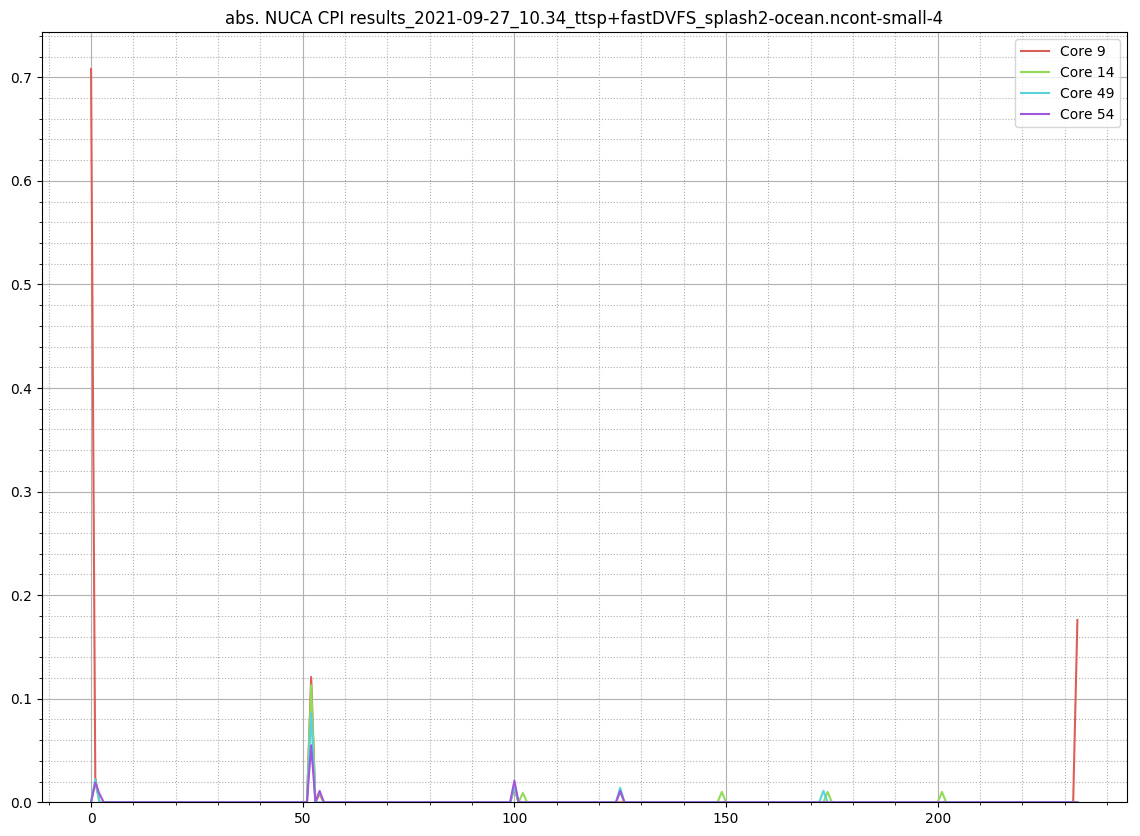 abs. NUCA CPI results_2021-09-27_10.34_ttsp+fastDVFS_splash2-ocean.ncont-small-4
Core 9
Core 14
Core 49
Core 54
0.7
0.6
0.5
0.4
0.3
0.2
0.1
0.0
0 50 100 150 200